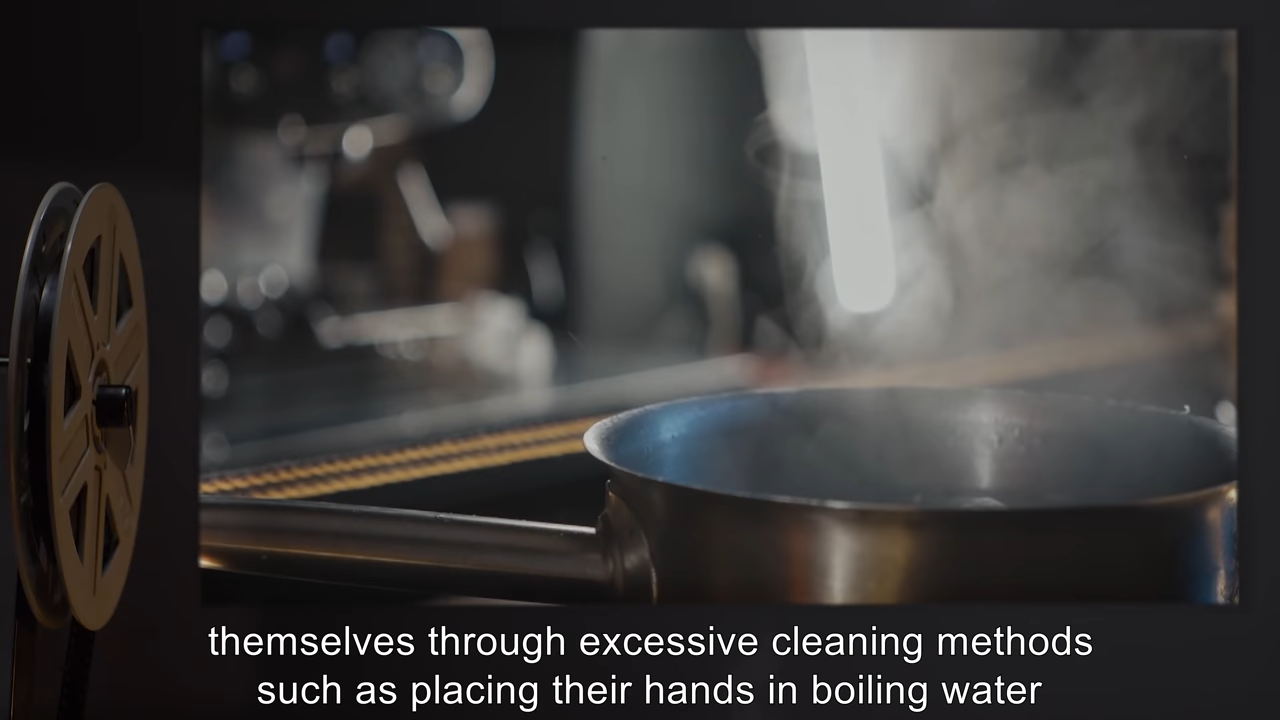 themselves through excessive cleaning methods
such as placing their hands in boiling water